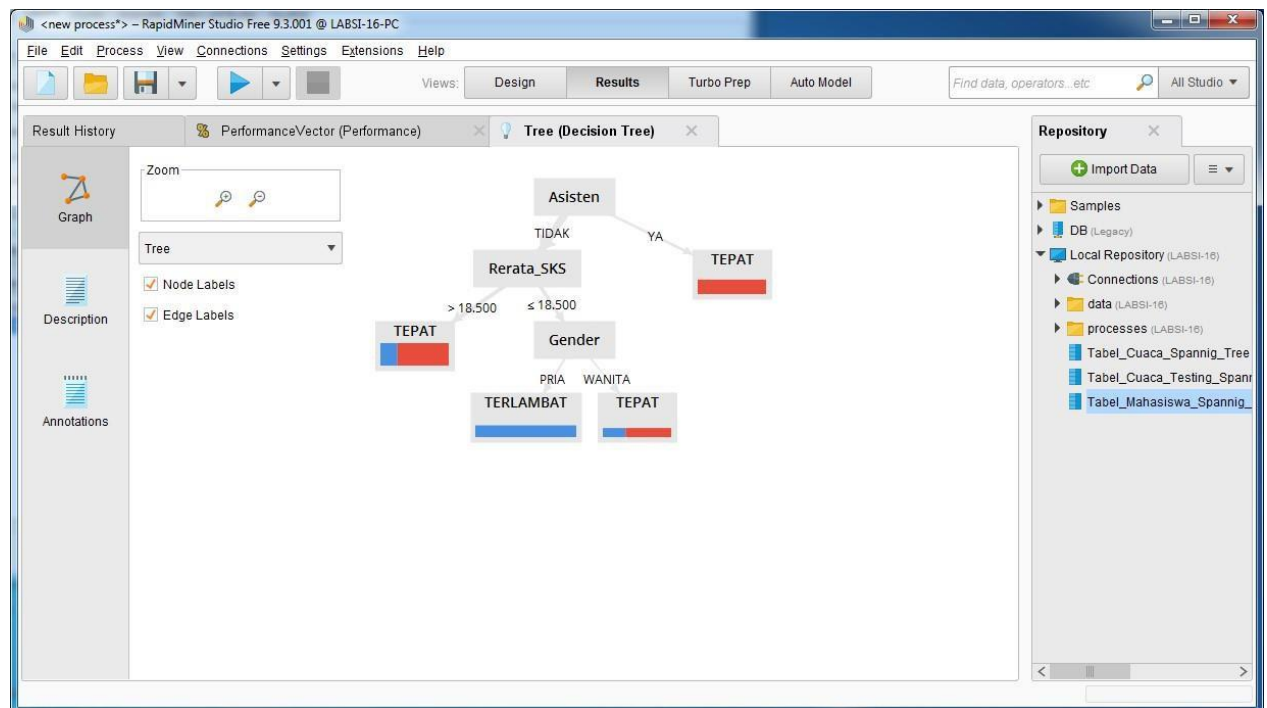 <new process*> – RapidMiner Studio Free 9.3.001 @ LABSI-16-PC
File Edit Process View Connections Settings Extensions Help
Views: Design Results Turbo Prep Auto Model Find data, operators...etc All Studio
Result History PerformanceVector (Performance) Tree (Decision Tree) Repository
Graph
Description
Annotations
Zoom
Tree
Node Labels
Edge Labels
Asisten
TIDAK YA
Rerata_SKS TEPAT
> 18.500 ≤ 18.500
TEPAT Gender
PRIA WANITA
TERLAMBAT TEPAT
Import Data
Samples
DB (Legacy)
Local Repository (LABSI-16)
Connections (LABSI-16)
data (LABSI-16)
processes (LABSI-16)
Tabel_Cuaca_Spannig_Tree
Tabel_Cuaca_Testing_Spann
Tabel_Mahasiswa_Spannig_